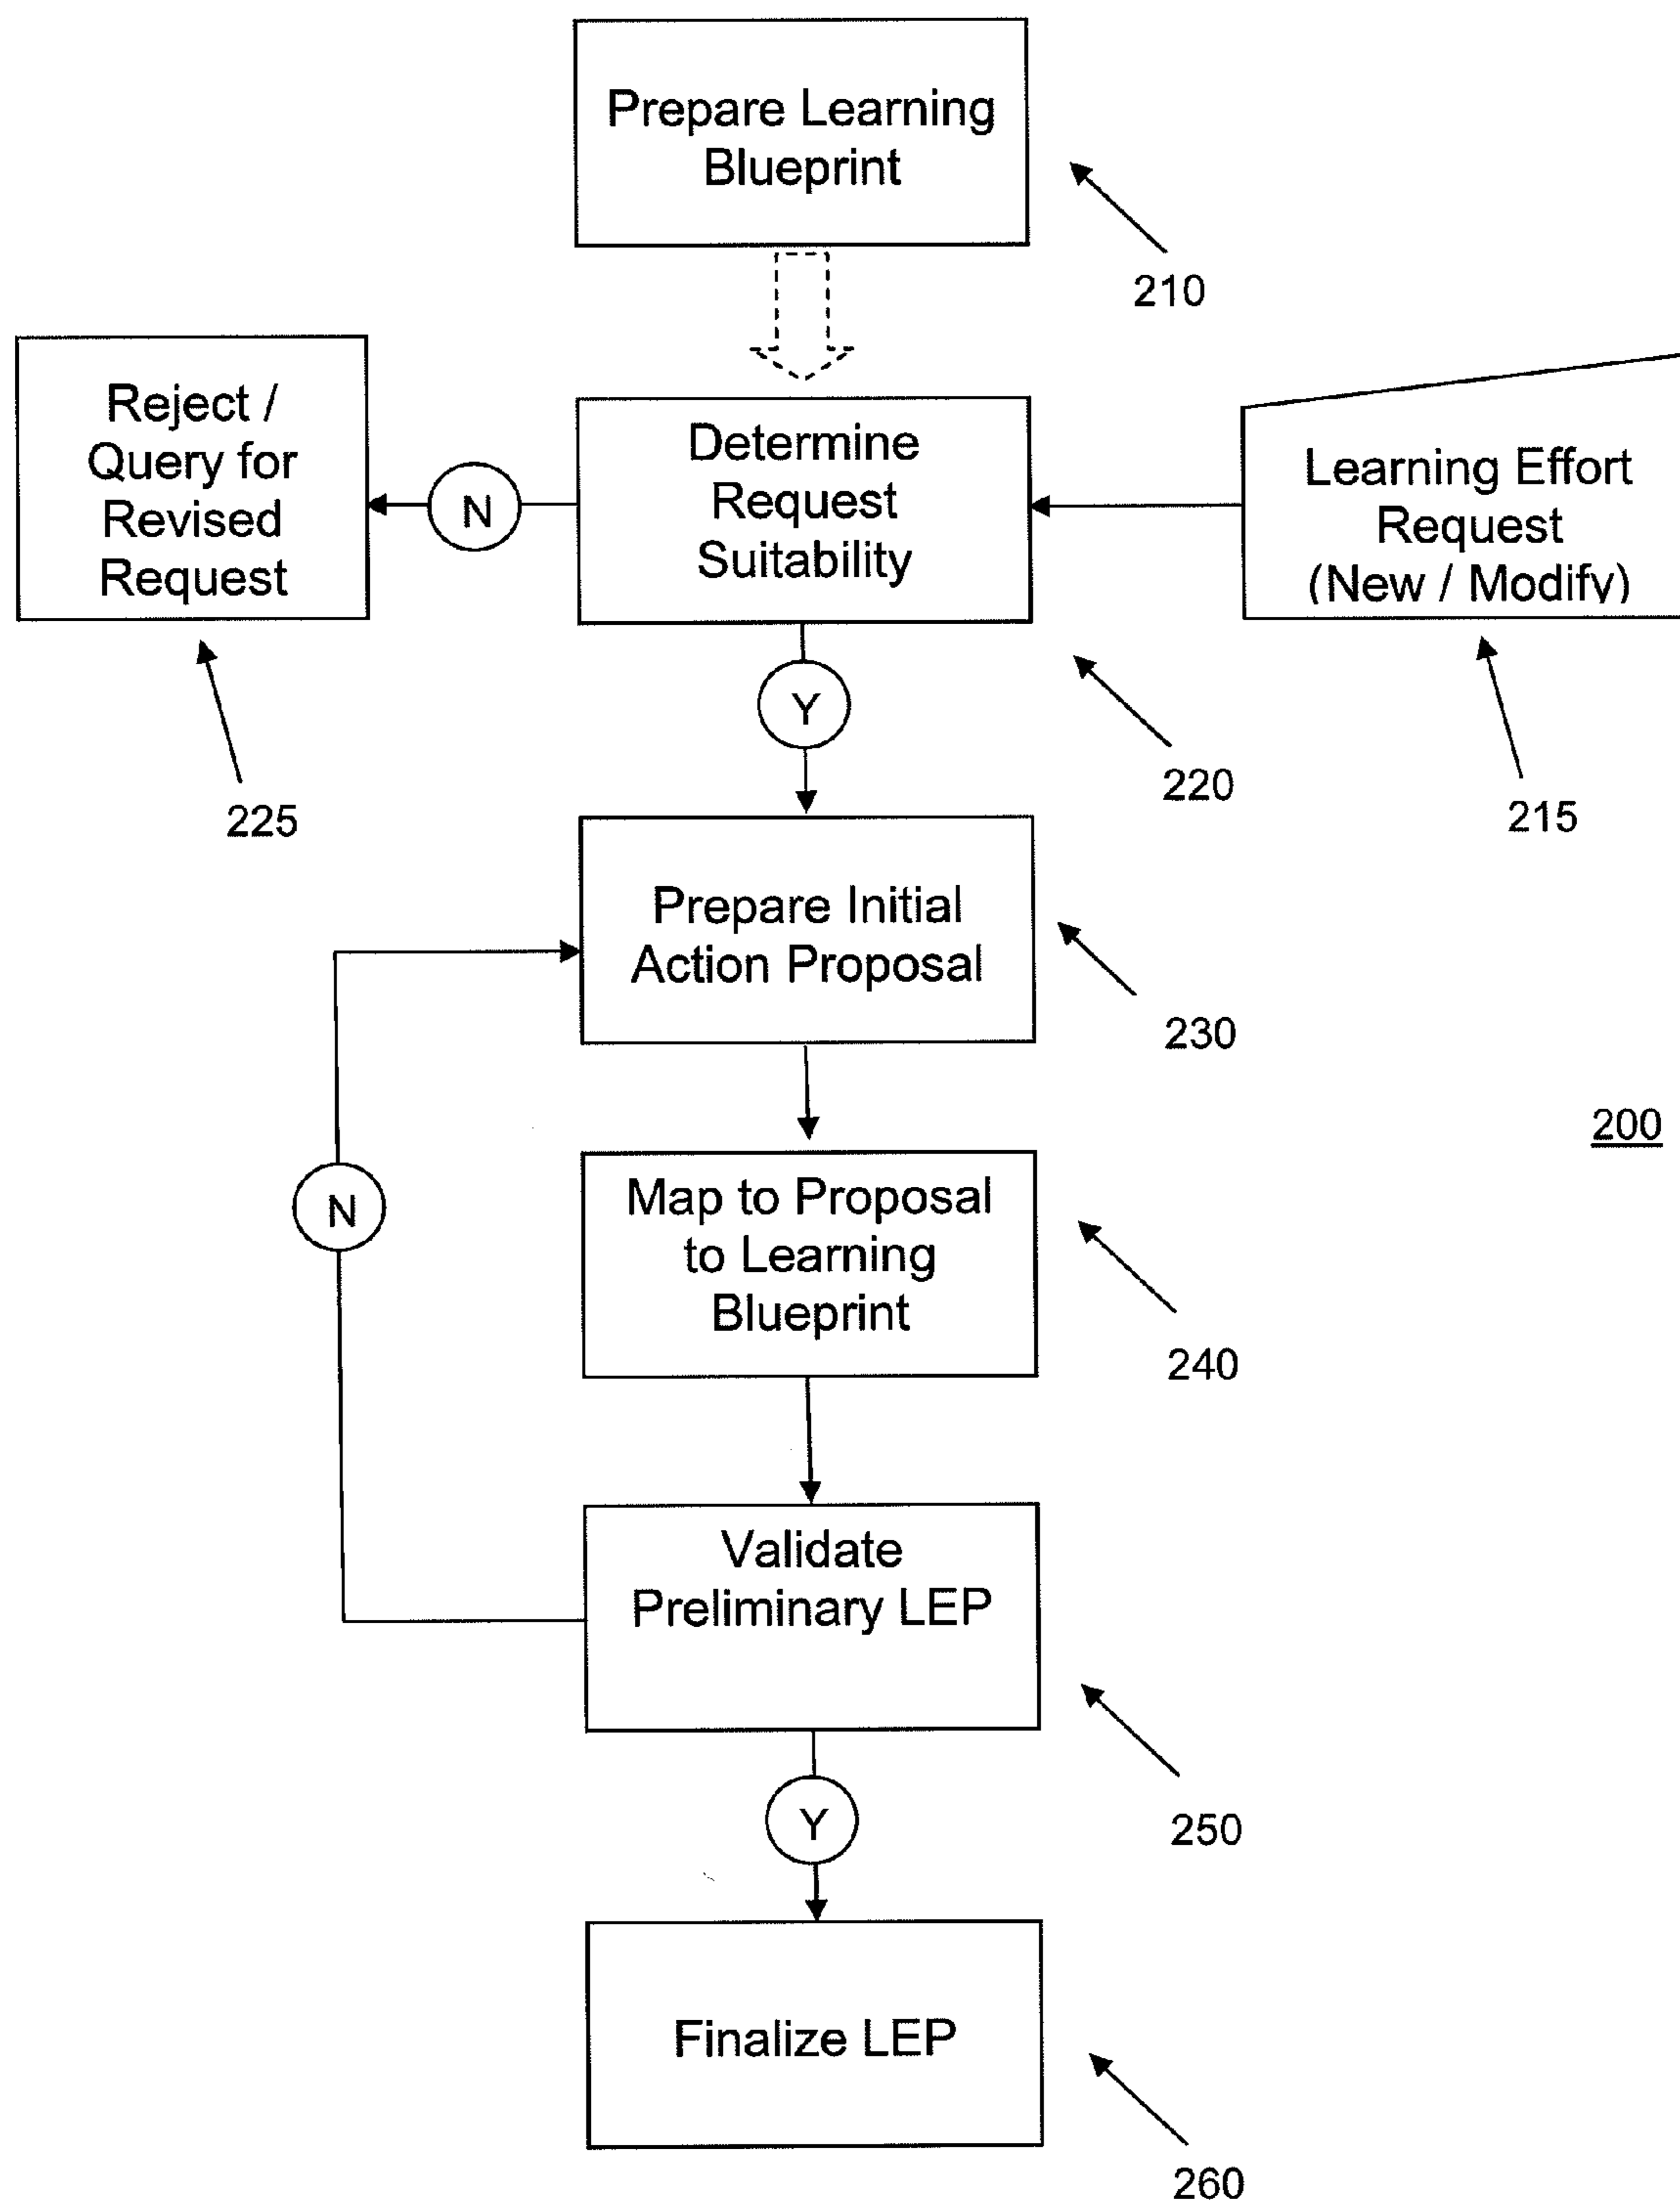 Prepare Learning
Blueprint
210
Reject /
Query for
Revised
Request
225
N
Determine
Request
Suitability
220
Learning Effort
Request
(New / Modify)
215
Y
Prepare Initial
Action Proposal
230
200
N
Map to Proposal
to Learning
Blueprint
240
Validate
Preliminary LEP
250
Y
Finalize LEP
260